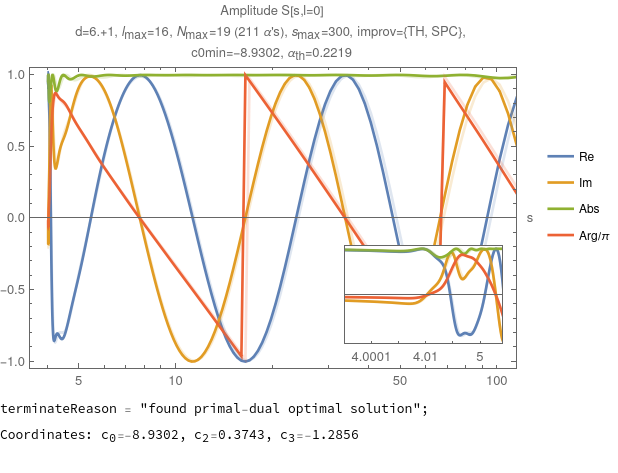 Amplitude S[s,l=0]
d=6.+1, lmax=16, Nmax=19 (211 α's), smax=300, improv={TH, SPC},
c0min=−8.9302, αth=0.2219
1.0
0.5
0.0
−0.5
−1.0
5
10
50
100
s
Re
Im
Abs
Arg/π
4.0001
4.01
5
terminateReason = "found primal-dual optimal solution";
Coordinates: c0=-8.9302, c2=0.3743, c3=-1.2856